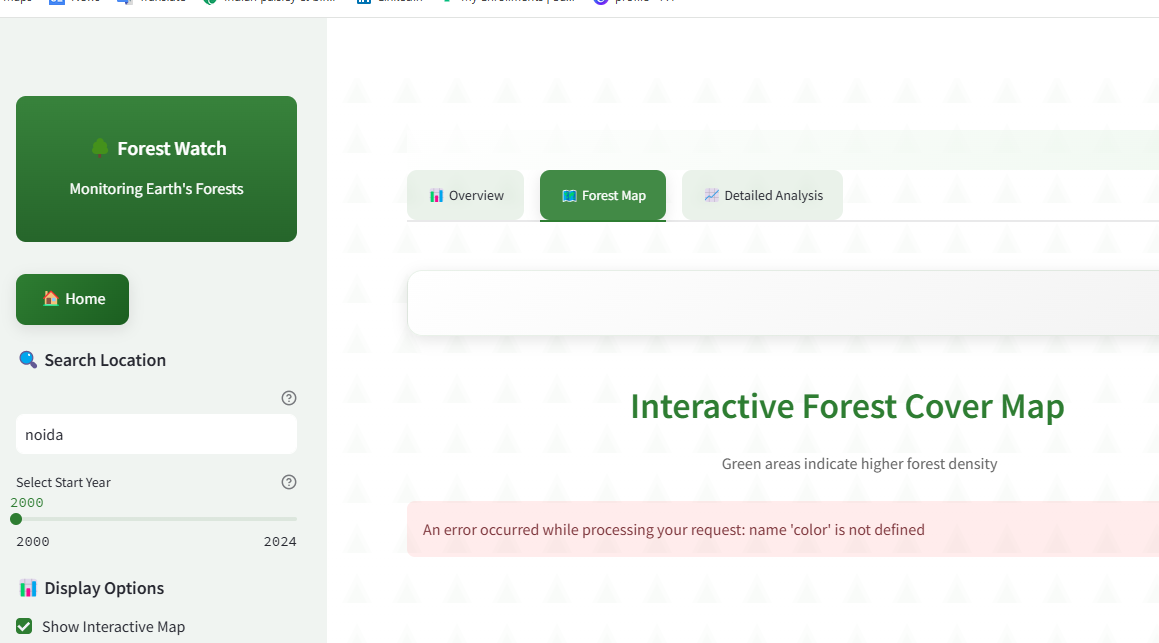 Translate
LinkedIn
Forest Watch
Monitoring Earth's Forests
Home
Search Location
noida
Select Start Year
2000
2000 2024
Display Options
Show Interactive Map
Overview Forest Map Detailed Analysis
Interactive Forest Cover Map
Green areas indicate higher forest density
An error occurred while processing your request: name 'color' is not defined